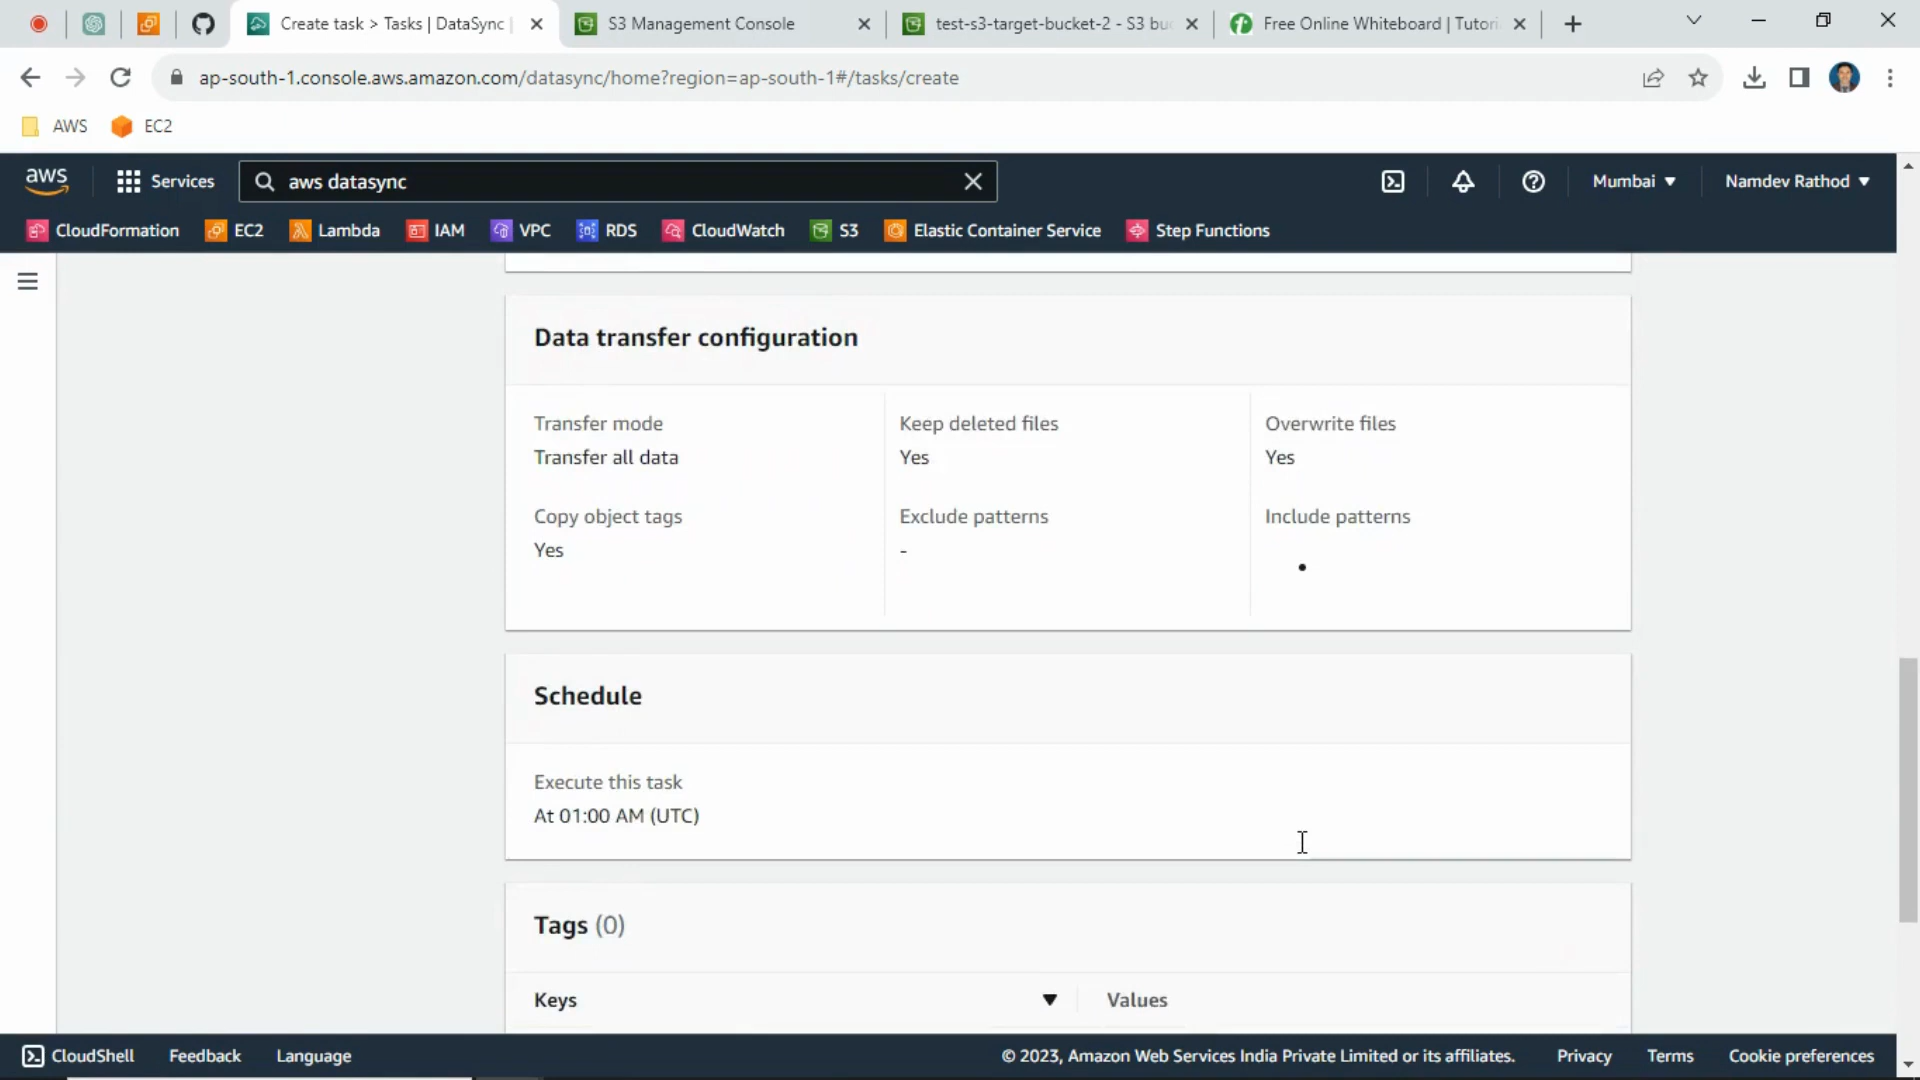 Create task > Tasks | DataSync |
S3 Management Console
test-s3-target-bucket-2 - S3 buc
Free Online Whiteboard | Tutori
ap-south-1.console.aws.amazon.com/datasync/home?region=ap-south-1#/tasks/create
AWS
EC2
aws
Services
aws datasync
Mumbai
Namdev Rathod
CloudFormation
EC2
Lambda
IAM
VPC
RDS
CloudWatch
S3
Elastic Container Service
Step Functions
Data transfer configuration
Transfer mode
Transfer all data
Keep deleted files
Yes
Overwrite files
Yes
Copy object tags
Yes
Exclude patterns
-
Include patterns
•
Schedule
Execute this task
At 01:00 AM (UTC)
Tags (0)
Keys
Values
CloudShell
Feedback
Language
© 2023, Amazon Web Services India Private Limited or its affiliates.
Privacy
Terms
Cookie preferences